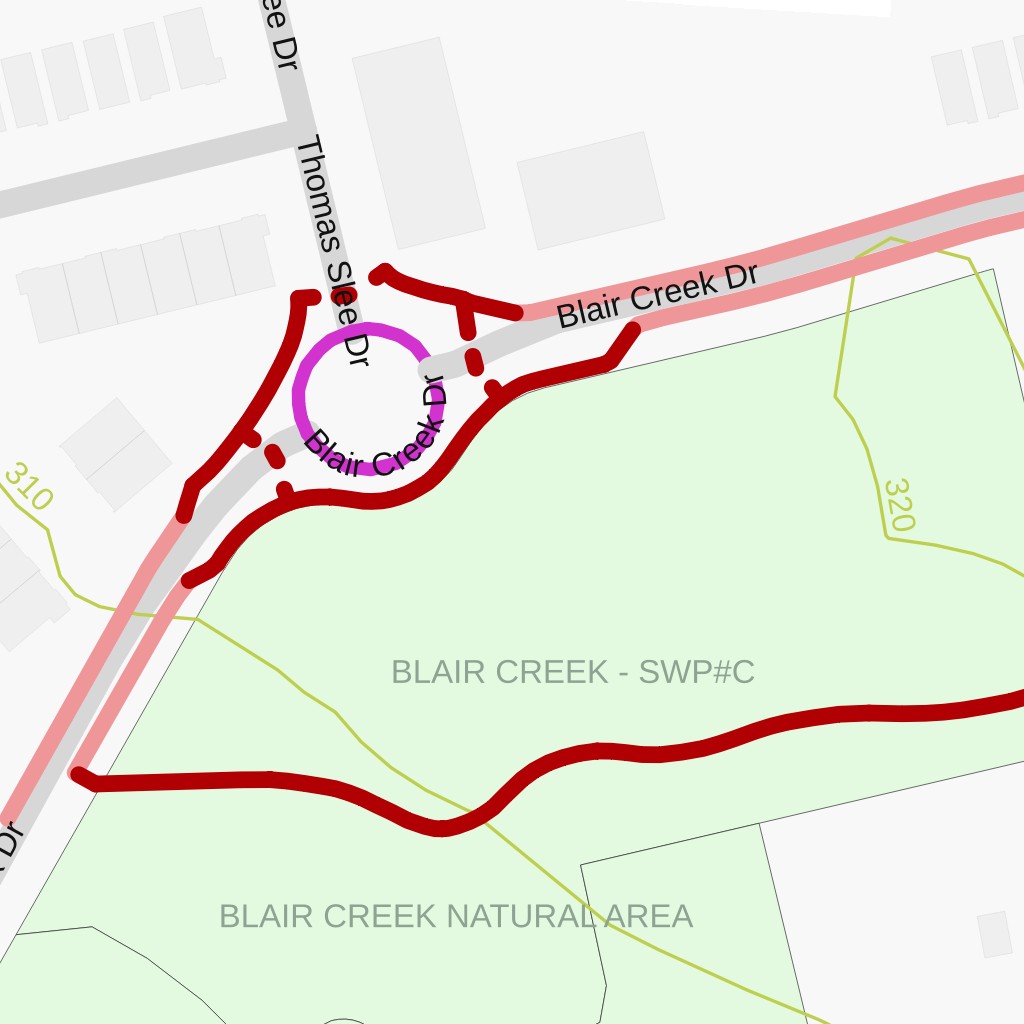 ee Dr
Thomas Slee Dr
Blair Creek Dr
Blair Creek Dr
310
320
BLAIR CREEK - SWP#C
Dr
BLAIR CREEK NATURAL AREA